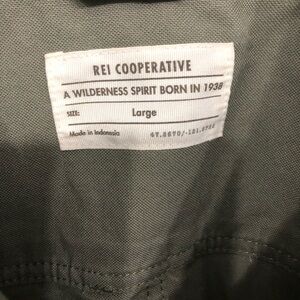 REI COOPERATIVE
A WILDERNESS SPIRIT BORN IN 1938
SIZE: Large
Made in Indonesia